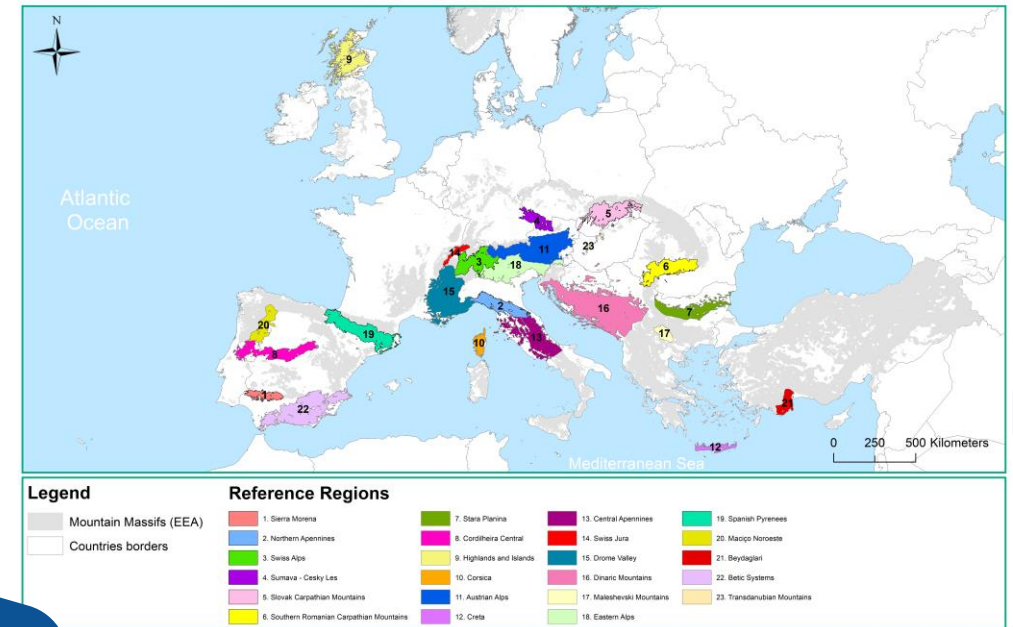 N
9
Atlantic
Ocean
4
5
23
11
14
3
18
6
15
2
16
7
20
19
17
10
13
8
1
22
21
12
0 250 500 Kilometers
Mediterranean Sea
Legend
Mountain Massifs (EEA)
Countries borders
Reference Regions
1. Sierra Morena
2. Northern Apennines
3. Swiss Alps
4. Sumava - Cesky Les
5. Slovak Carpathian Mountains
6. Southern Romanian Carpathian Mountains
7. Stara Planina
8. Cordilheira Central
9. Highlands and Islands
10. Corsica
11. Austrian Alps
12. Creta
13. Central Apennines
14. Swiss Jura
15. Drome Valley
16. Dinaric Mountains
17. Maleshevski Mountains
18. Eastern Alps
19. Spanish Pyrenees
20. Maciço Noroeste
21. Beydaglari
22. Betic Systems
23. Transdanubian Mountains